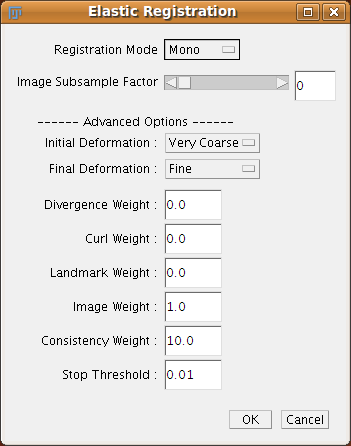 Elastic Registration
Registration Mode Mono
Image Subsample Factor 0
------ Advanced Options ------
Initial Deformation : Very Coarse
Final Deformation : Fine
Divergence Weight : 0.0
Curl Weight : 0.0
Landmark Weight : 0.0
Image Weight : 1.0
Consistency Weight : 10.0
Stop Threshold : 0.01
OK Cancel